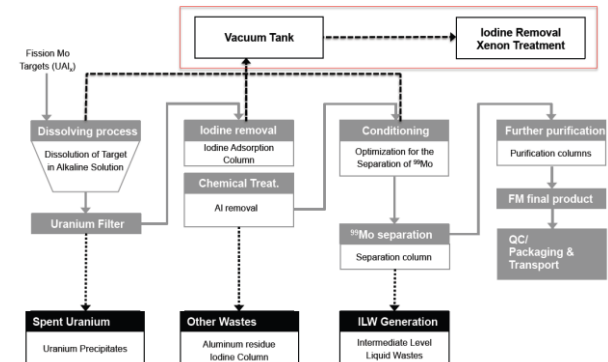 Vacuum Tank
Iodine Removal
Xenon Treatment
Fission Mo
Targets (UAlₓ)
Dissolving process
Dissolution of Target
in Alkaline Solution
Uranium Filter
Iodine removal
Iodine Adsorption
Column
Chemical Treat.
Al removal
Conditioning
Optimization for the
Separation of ⁹⁹Mo
⁹⁹Mo separation
Separation column
Further purification
Purification columns
FM final product
QC/
Packaging &
Transport
Spent Uranium
Uranium Precipitates
Other Wastes
Aluminum residue
Iodine Column
ILW Generation
Intermediate Level
Liquid Wastes